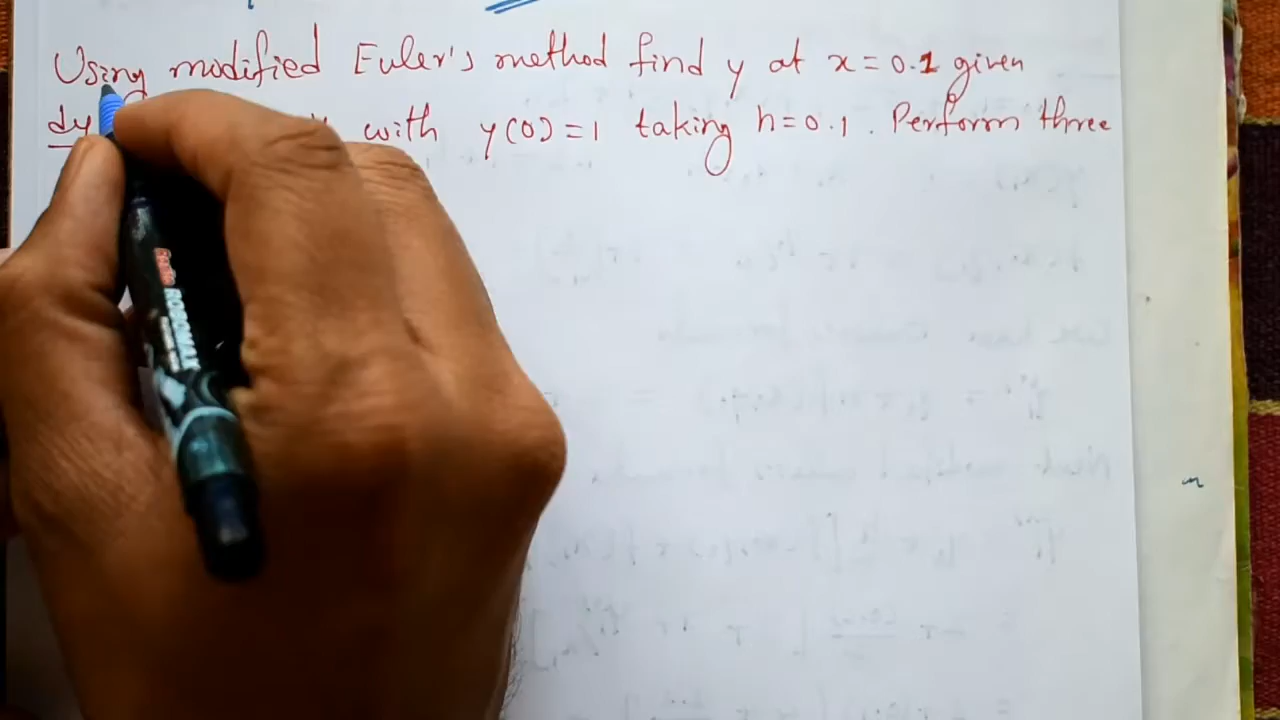 Using modified Euler's method find y at x=0.1 given
dy with y(0)=1 taking h=0.1. Perform three